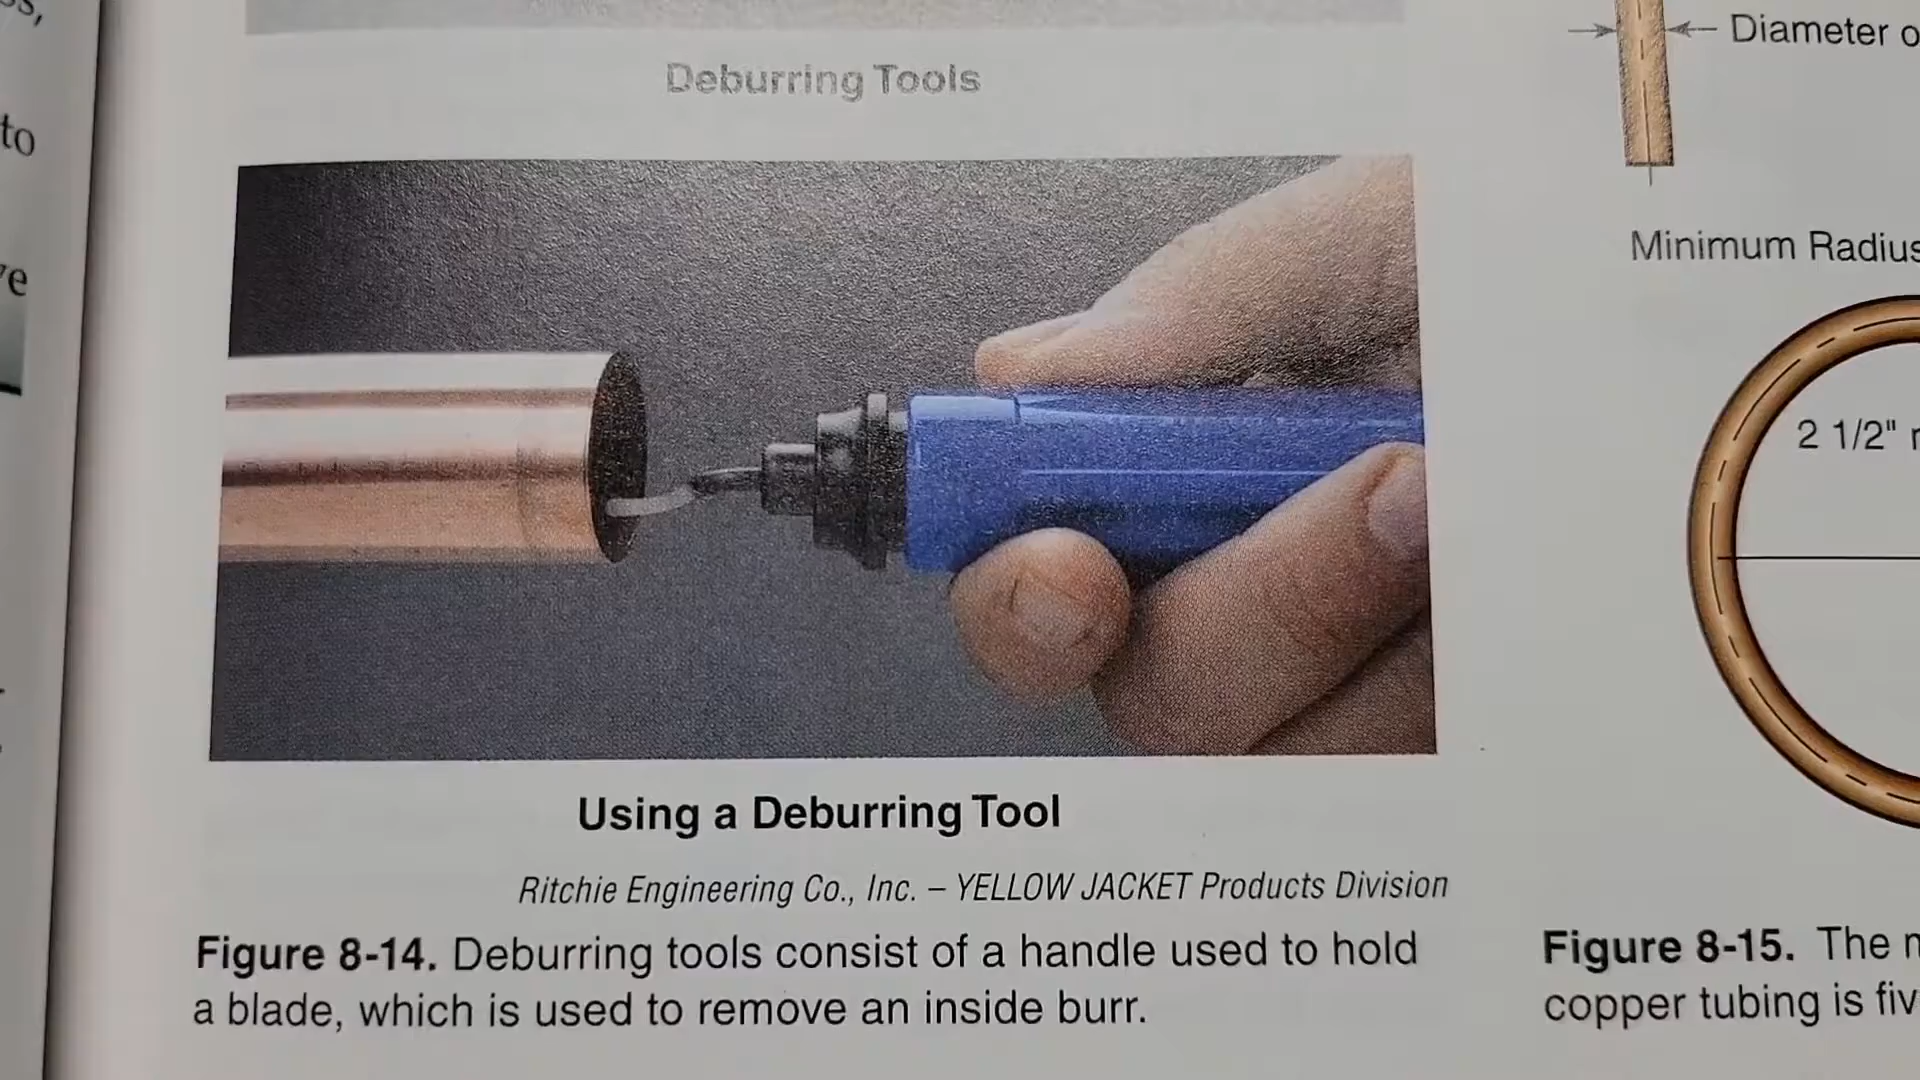 to
Deburring Tools
Using a Deburring Tool
Ritchie Engineering Co., Inc. – YELLOW JACKET Products Division
Figure 8-14. Deburring tools consist of a handle used to hold
a blade, which is used to remove an inside burr.
Diameter
Minimum Radius
2 1/2"
Figure 8-15. The
copper tubing is